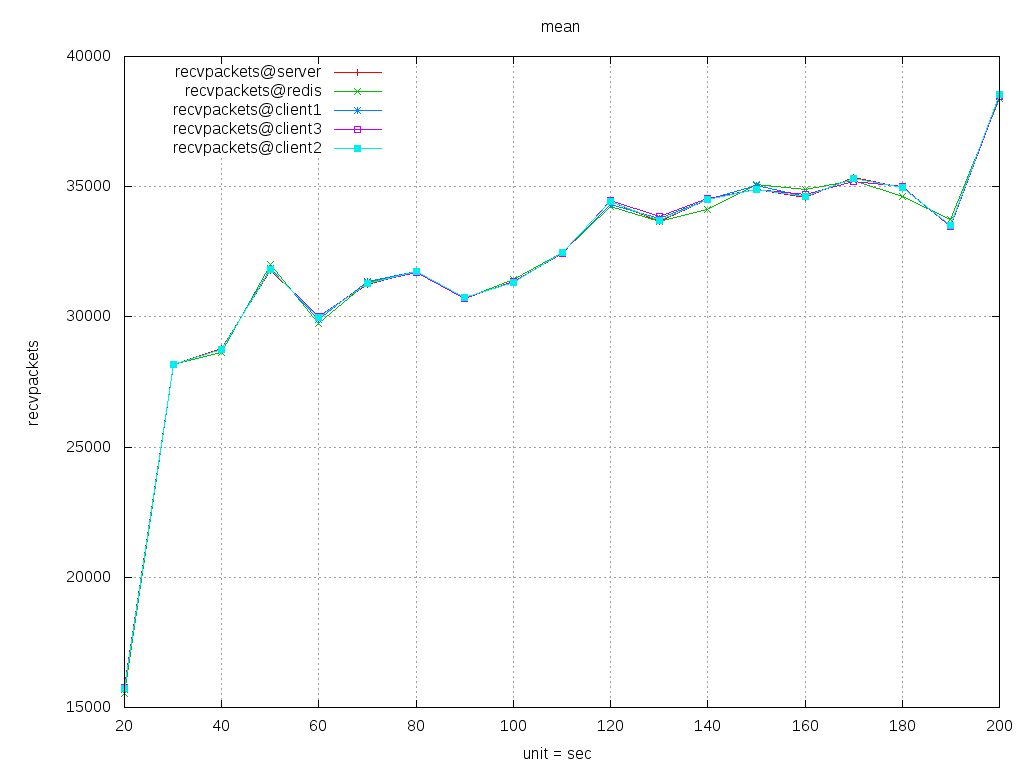 mean
40000
35000
30000
25000
20000
15000
recvpackets
recvpackets@server
recvpackets@redis
recvpackets@client1
recvpackets@client3
recvpackets@client2
20 40 60 80 100 120 140 160 180 200
unit = sec